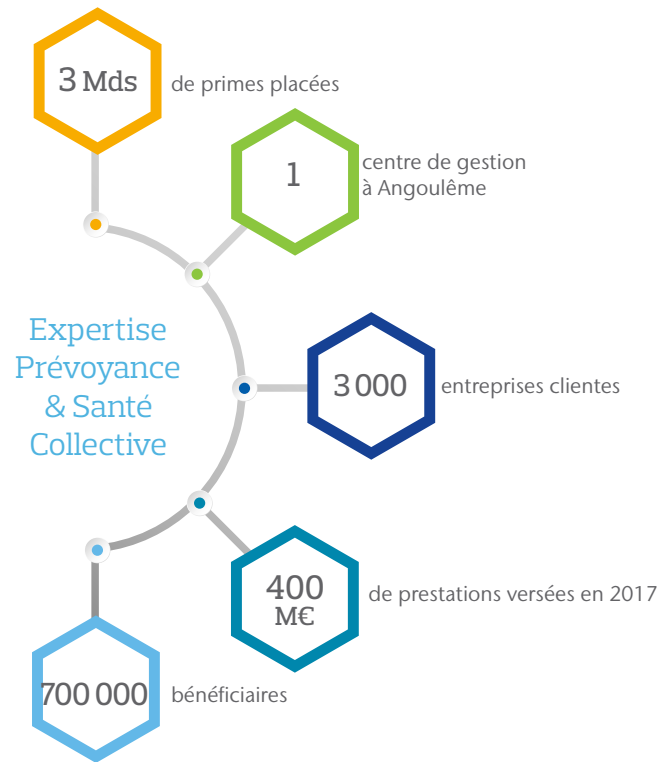 3 Mds
de primes placées
1
centre de gestion
à Angoulême
Expertise
Prévoyance
& Santé
Collective
3 000
entreprises clientes
400
M€
de prestations versées en 2017
700 000
bénéficiaires